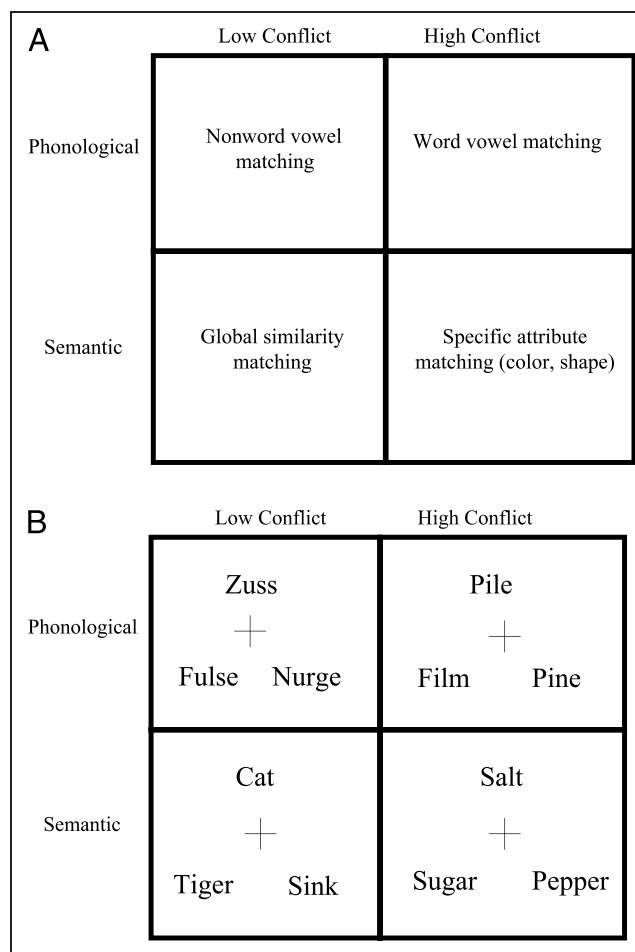 A
Low Conflict High Conflict
Phonological
Nonword vowel
matching
Word vowel matching
Semantic
Global similarity
matching
Specific attribute
matching (color, shape)
B
Low Conflict High Conflict
Phonological
Zuss
Fulse Nurge
Pile
Film Pine
Semantic
Cat
Tiger Sink
Salt
Sugar Pepper